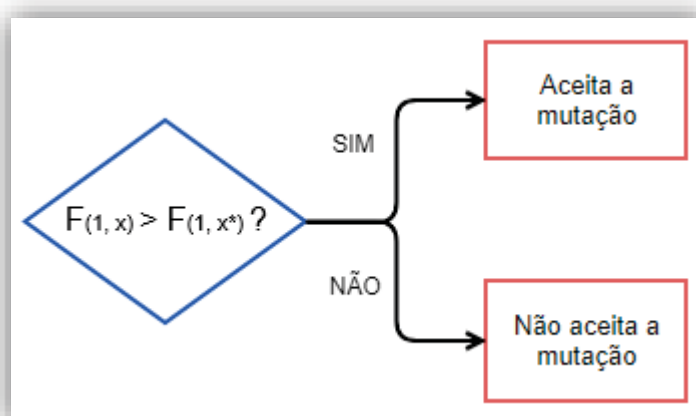 F(1, x) > F(1, x*) ?
SIM
Aceita a
mutação
NÃO
Não aceita a
mutação